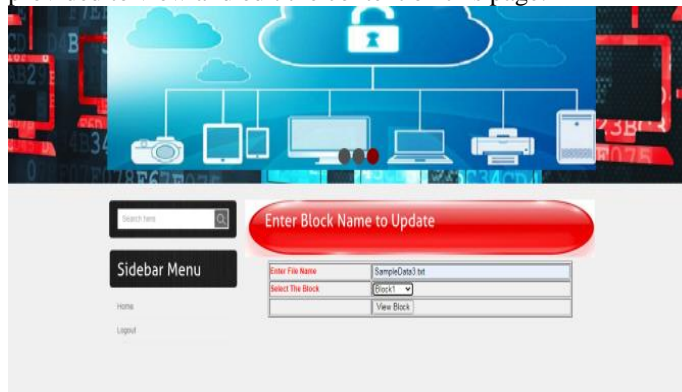 Search here
Enter Block Name to Update
Sidebar Menu
Enter File Name SampleData3.txt
Select The Block Block1
Home
View Block
Logout